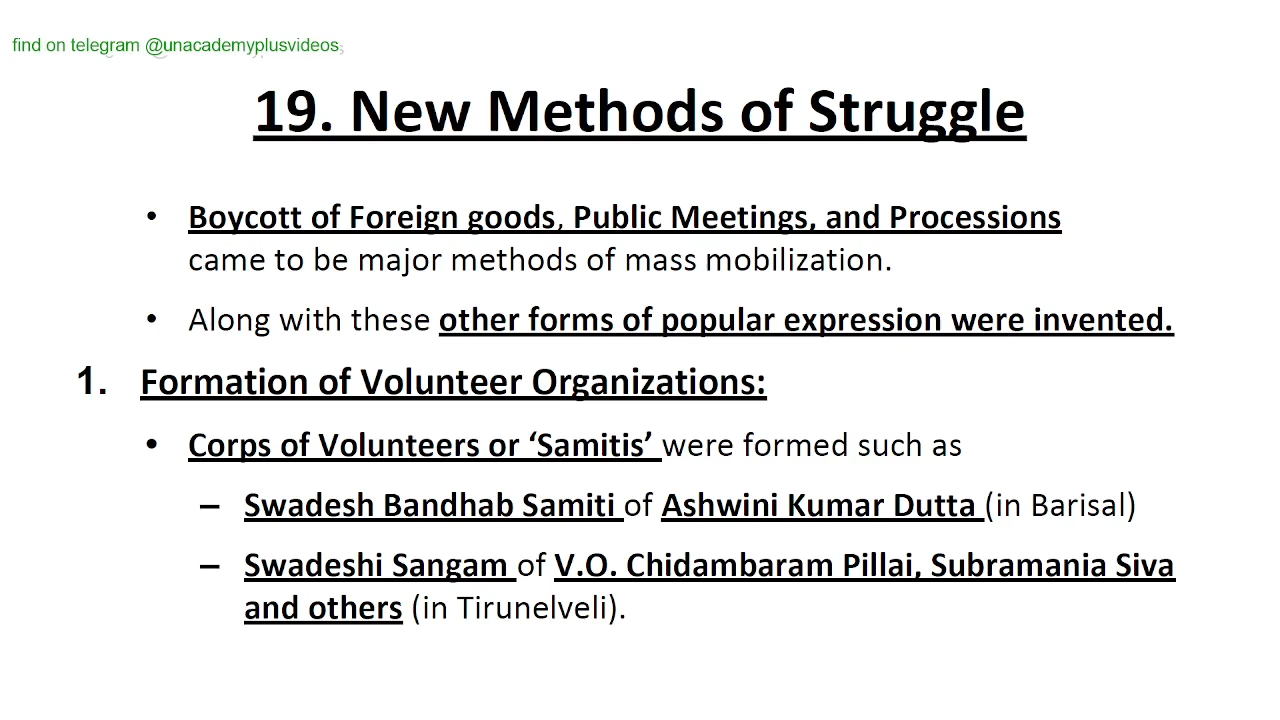 find on telegram @unacademyplusvideos
19. New Methods of Struggle
• Boycott of Foreign goods, Public Meetings, and Processions
came to be major methods of mass mobilization.
• Along with these other forms of popular expression were invented.
1. Formation of Volunteer Organizations:
• Corps of Volunteers or ‘Samitis’ were formed such as
– Swadesh Bandhab Samiti of Ashwini Kumar Dutta (in Barisal)
– Swadeshi Sangam of V.O. Chidambaram Pillai, Subramania Siva
and others (in Tirunelveli).